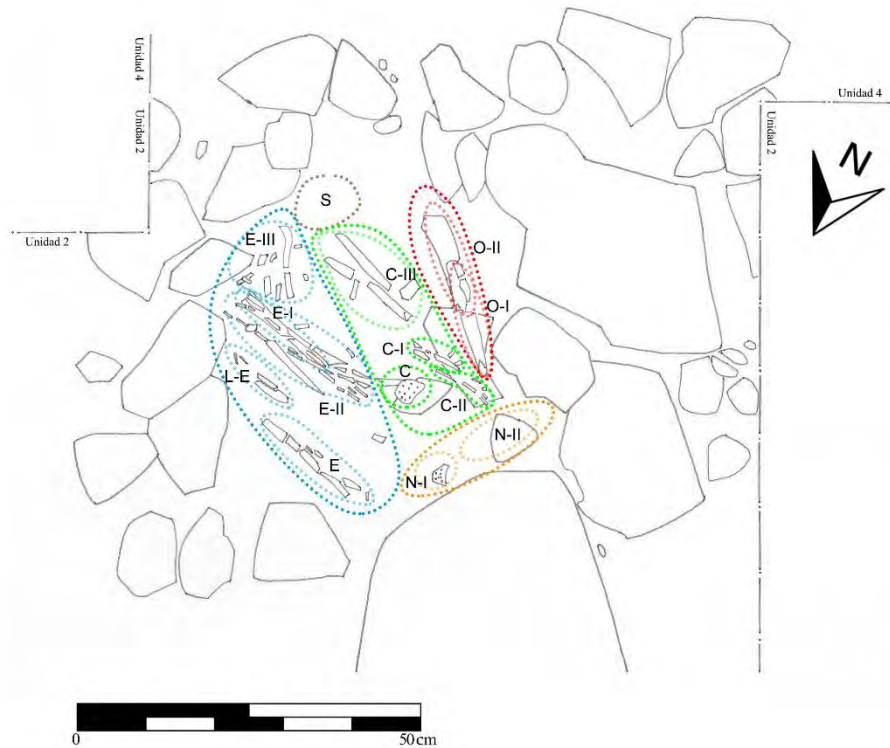 Unidad 4
Unidad 2
Unidad 2
Unidad 4
Unidad 2
N
S
E-III
O-II
C-III
E-I
O-I
C-I
L-E
C
E-II
C-II
N-II
E
N-I
0
50cm